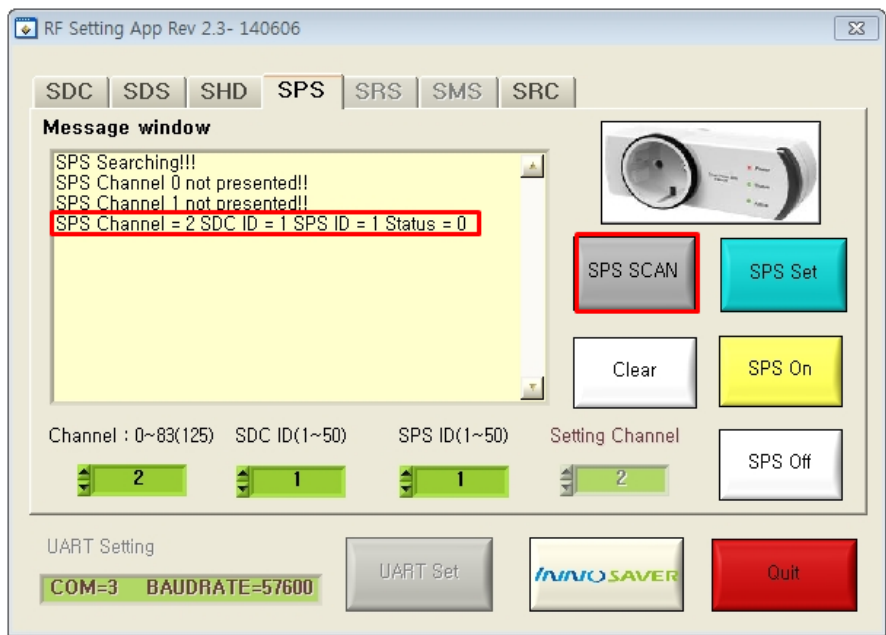 RF Setting App Rev 2.3- 140606
SDC SDS SHD SPS SRS SMS SRC
Message window
SPS Searching!!!
SPS Channel 0 not presented!!
SPS Channel 1 not presented!!
SPS Channel = 2 SDC ID = 1 SPS ID = 1 Status = 0
SPS SCAN
SPS Set
Clear
SPS On
Channel : 0~83(125) SDC ID(1~50) SPS ID(1~50) Setting Channel
2 1 1 2
SPS Off
UART Setting
COM=3 BAUDRATE=57600
UART Set
INNOSAVER
Quit